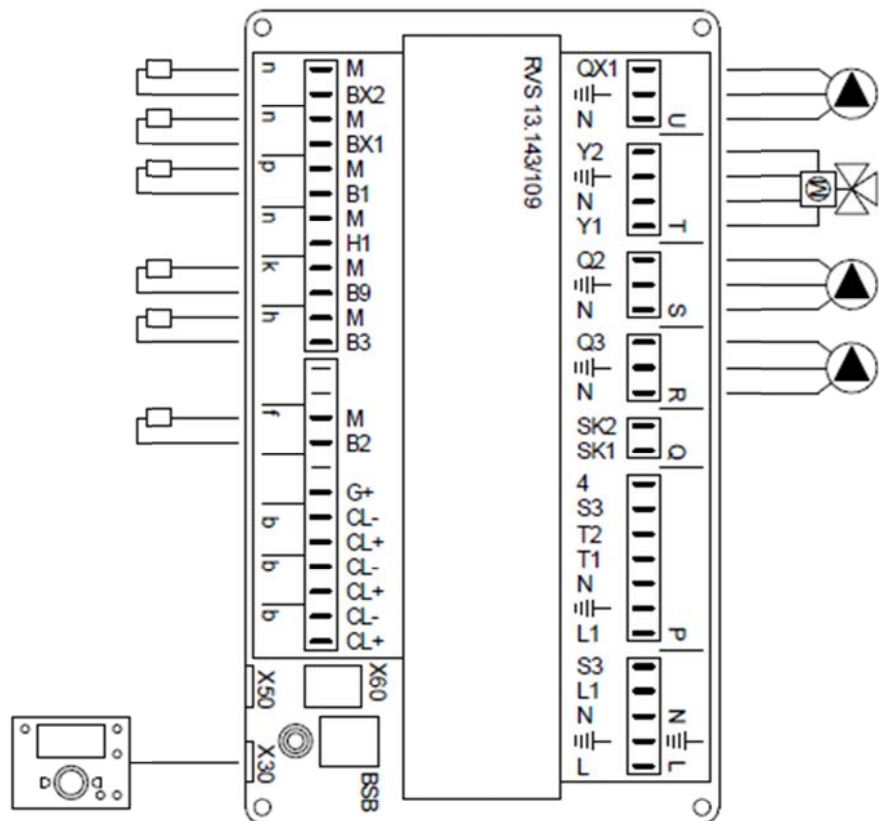 n
M
BX2
n
M
BX1
p
M
B1
n
M
H1
k
M
B9
h
M
B3
f
M
B2
G+
b
CL-
CL+
b
CL-
CL+
b
CL-
CL+
X50
X60
X30
BSB
RVS 13.143/109
QX1
N
U
Y2
N
Y1
T
M
Q2
N
S
Q3
N
R
SK2
SK1
Q
4
S3
T2
T1
N
L1
P
S3
L1
N
N
L
L